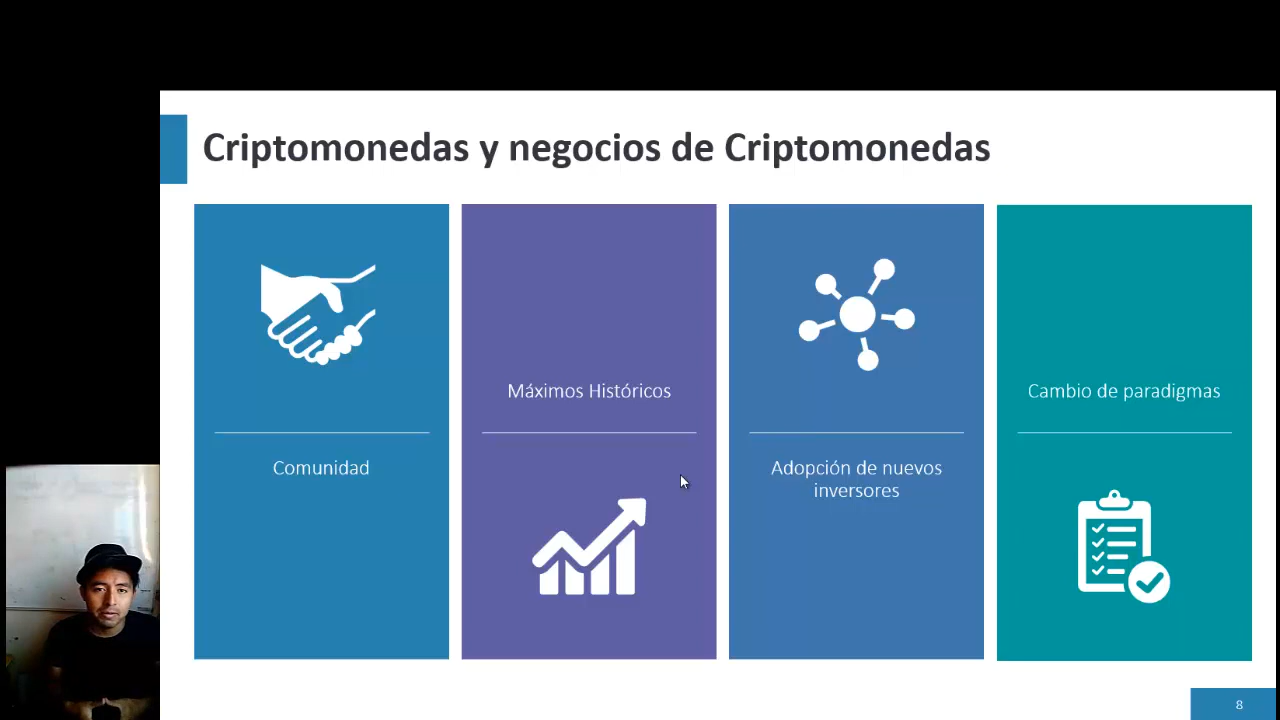 Criptomonedas y negocios de Criptomonedas
Comunidad
Máximos Históricos
Adopción de nuevos
inversores
Cambio de paradigmas
8